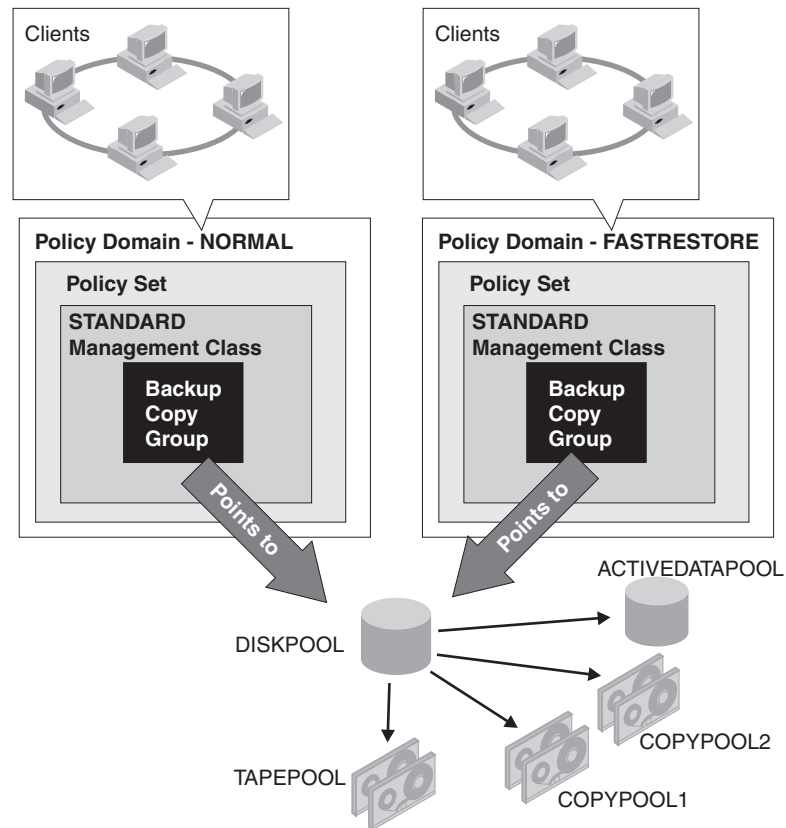 Clients
Clients
Policy Domain - NORMAL
Policy Set
STANDARD
Management Class
Backup
Copy
Group
Points to
Policy Domain - FASTRESTORE
Policy Set
STANDARD
Management Class
Backup
Copy
Group
Points to
ACTIVEDATAPOOL
DISKPOOL
COPYPOOL2
TAPEPOOL
COPYPOOL1